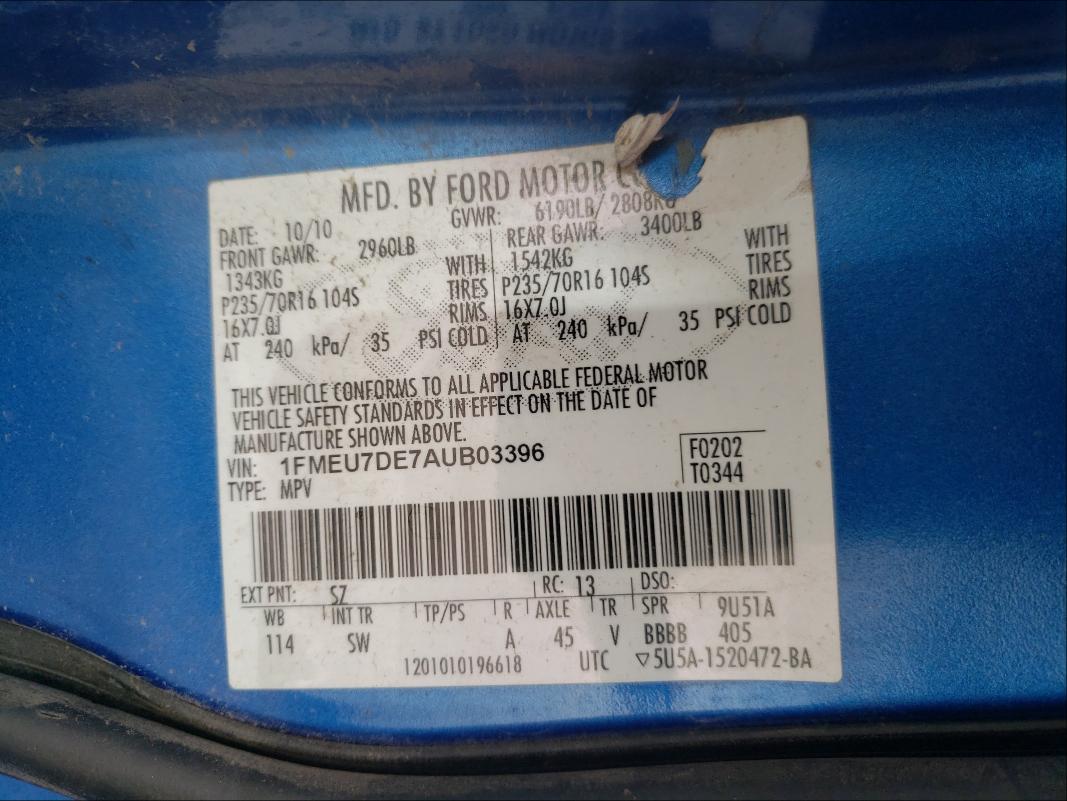 MFD. BY FORD MOTOR
DATE: 10/10 GVWR: 6190LB/ 2808KG
FRONT GAWR: 2960LB REAR GAWR: 3400LB
1343KG WITH 1542KG WITH
P235/70R16 104S TIRES P235/70R16 104S TIRES
16X7.0J RIMS 16X7.0J RIMS
AT 240 kPa/ 35 PSI COLD AT 240 kPa/ 35 PSI COLD
THIS VEHICLE CONFORMS TO ALL APPLICABLE FEDERAL MOTOR
VEHICLE SAFETY STANDARDS IN EFFECT ON THE DATE OF
MANUFACTURE SHOWN ABOVE.
VIN: 1FMEU7DE7AUB03396 F0202
TYPE: MPV T0344
EXT PNT: SZ RC: 13 DSO:
WB INT TR TP/PS R AXLE TR SPR 9U51A
114 SW A 45 V BBBB 405
1201010196618 UTC ▽5U5A-1520472-BA